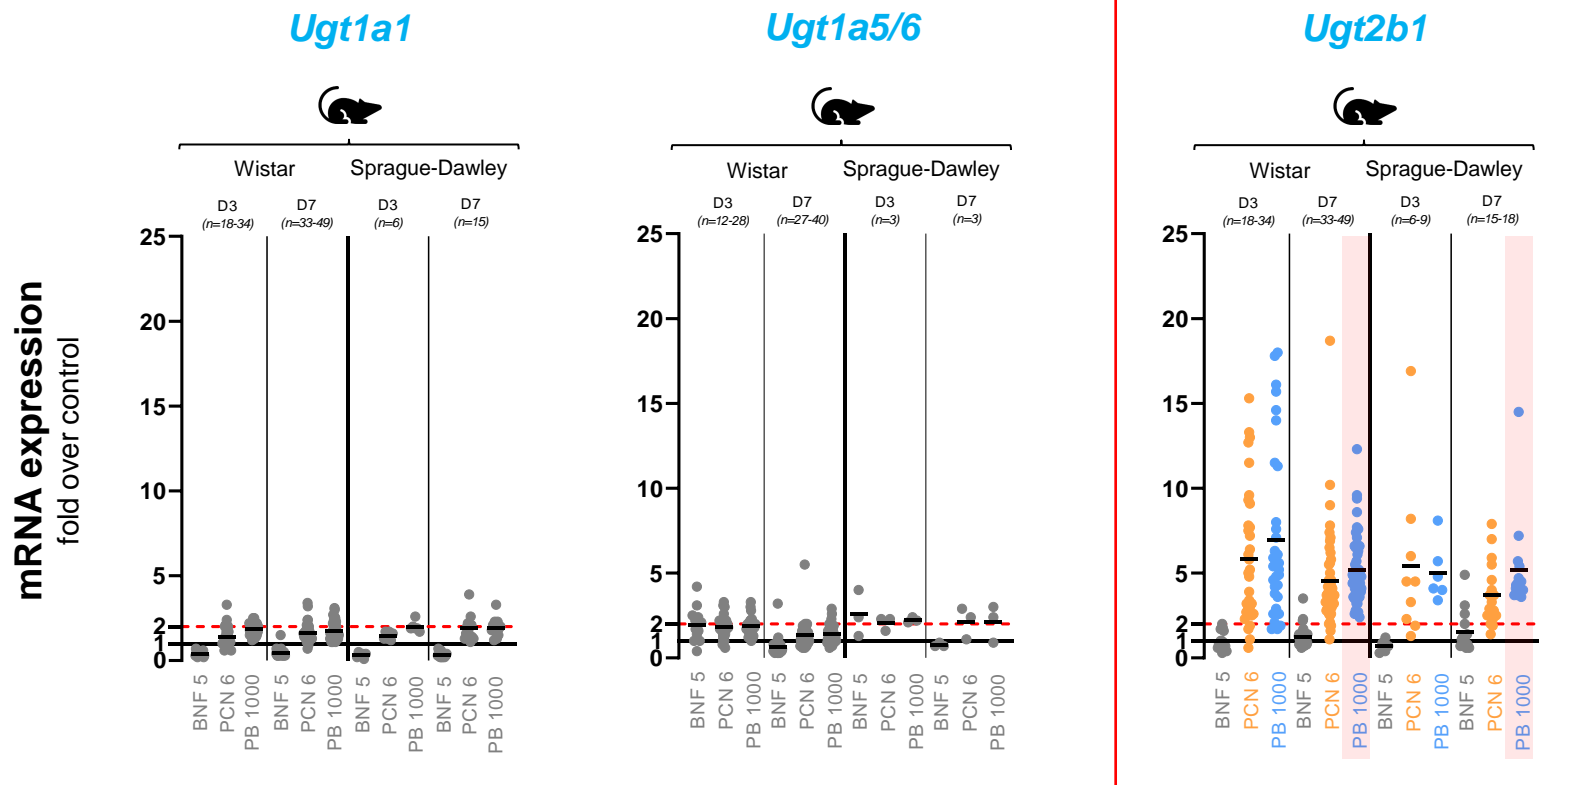 Ugt1a1
Ugt1a5/6
Ugt2b1
Wistar
Sprague-Dawley
Wistar
Sprague-Dawley
Wistar
Sprague-Dawley
D3
(n=18-34)
D7
(n=33-49)
D3
(n=6)
D7
(n=15)
D3
(n=12-28)
D7
(n=27-40)
D3
(n=3)
D7
(n=3)
D3
(n=18-34)
D7
(n=33-49)
D3
(n=6-9)
D7
(n=15-18)
mRNA expression
fold over control
25
20
15
10
5
2
1
0
25
20
15
10
5
2
1
0
25
20
15
10
5
2
1
0
BNF 5
PCN 6
PB 1000
BNF 5
PCN 6
PB 1000
BNF 5
PCN 6
PB 1000
BNF 5
PCN 6
PB 1000
BNF 5
PCN 6
PB 1000
BNF 5
PCN 6
PB 1000
BNF 5
PCN 6
PB 1000
BNF 5
PCN 6
PB 1000
BNF 5
PCN 6
PB 1000
BNF 5
PCN 6
PB 1000
BNF 5
PCN 6
PB 1000
BNF 5
PCN 6
PB 1000